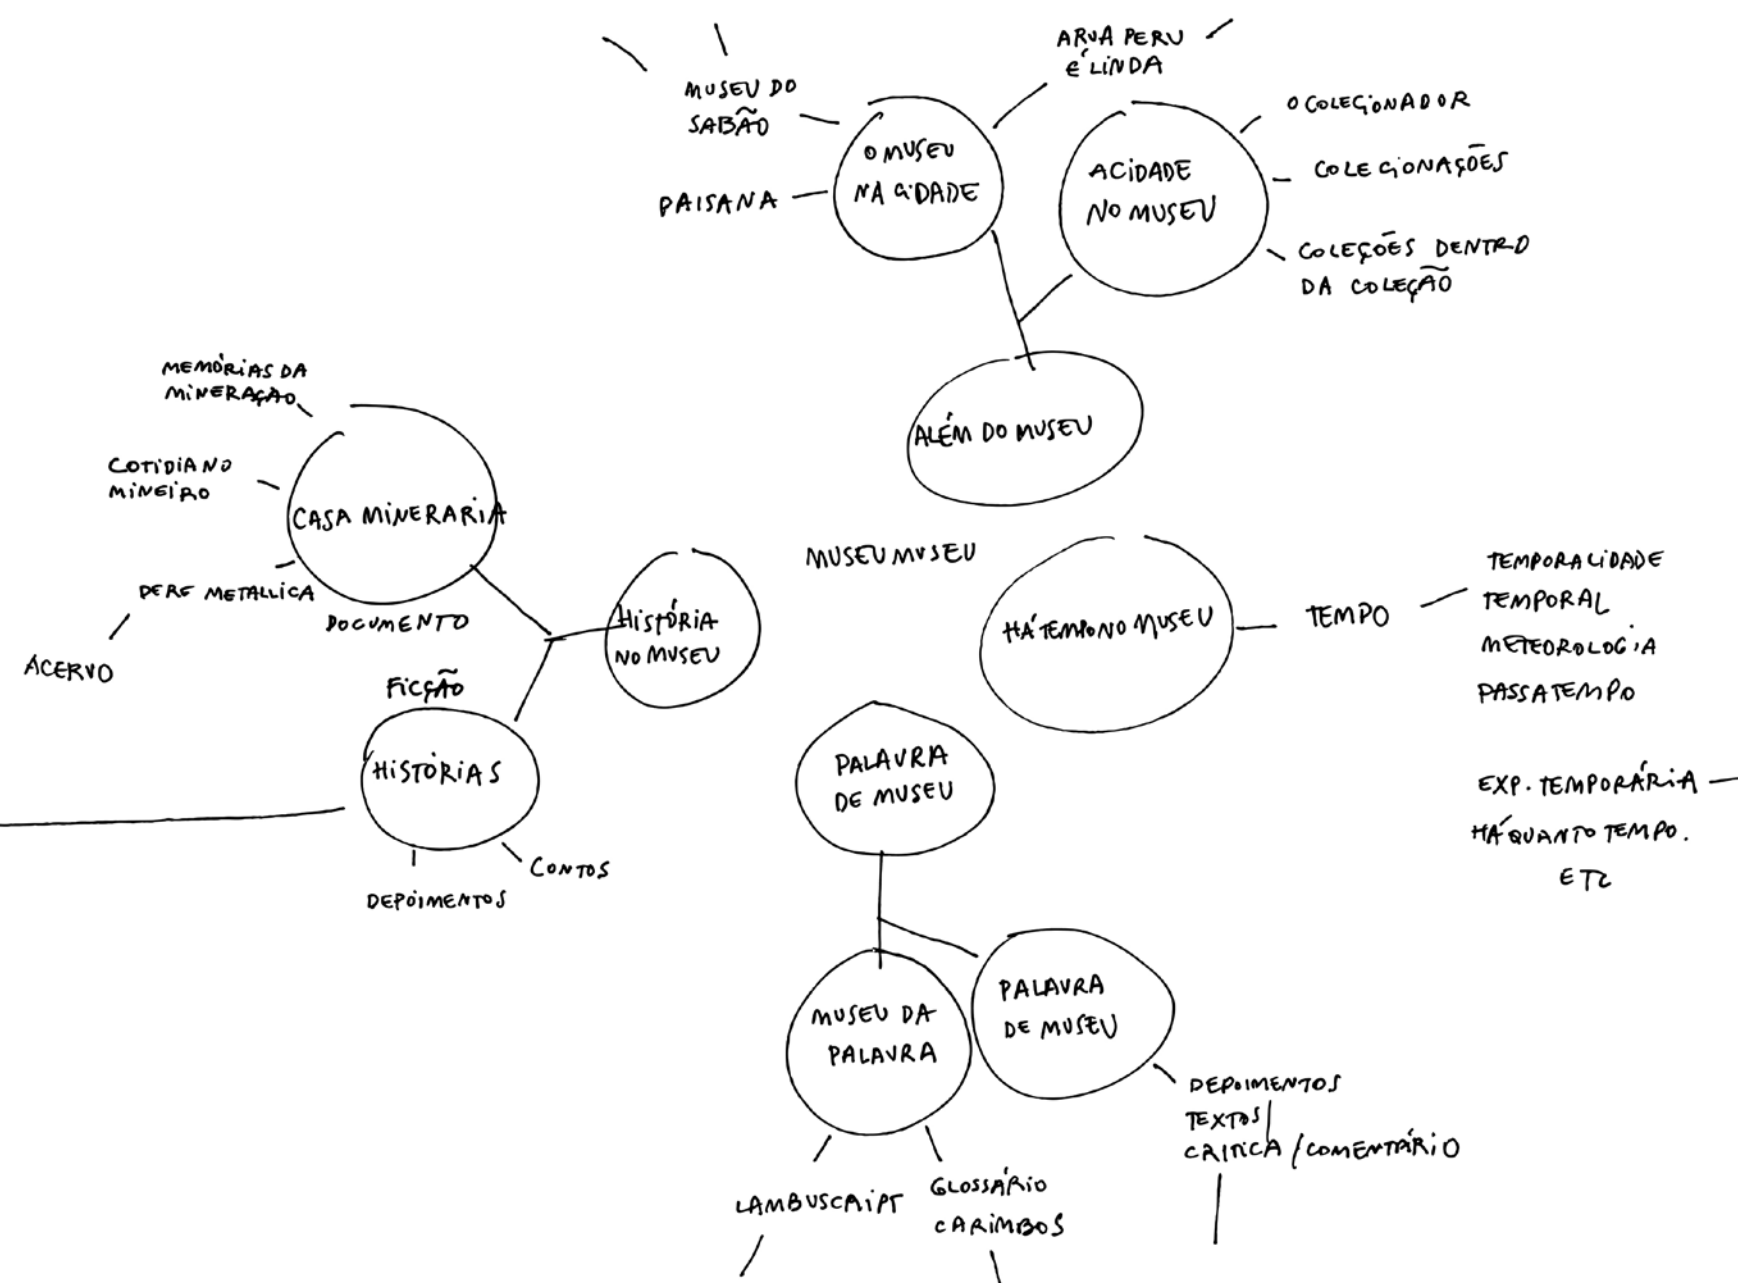 ARUA PERU
É LINDA
MUSEU DO
SABÃO
O COLECIONADOR
O MUSEU
NA CIDADE
A CIDADE
NO MUSEU
COLECIONAÇÕES
PAISANA
COLEÇÕES DENTRO
DA COLEÇÃO
MEMÓRIAS DA
MINERAÇÃO
ALÉM DO MUSEU
COTIDIANO
MINEIRO
CASA MINERARIA
MUSEUMUSEU
DERE METALLICA
DOCUMENTO
HISTÓRIA
NO MUSEU
HÁ TEMPO NO MUSEU
TEMPO
TEMPORALIDADE
TEMPORAL
METEOROLOGIA
PASSATEMPO
ACERVO
FICÇÃO
HISTÓRIAS
PALAVRA
DE MUSEU
EXP. TEMPORÁRIA
HÁ QUANTO TEMPO.
ETC
CONTOS
DEPOIMENTOS
MUSEU DA
PALAVRA
PALAVRA
DE MUSEU
DEPOIMENTOS
TEXTOS/
CRITICA / COMENTÁRIO
LAMBUSCRIPT
GLOSSÁRIO
CARIMBOS